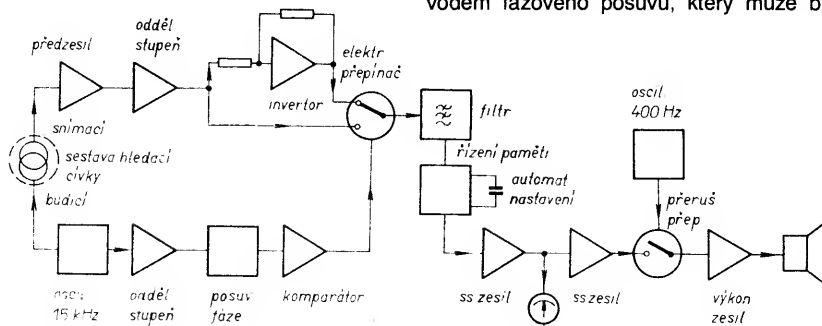 vodem fázového posuvu, který může b
předzesil
odděl
stupeň
elektr
přepínač
invertor
snímací
sestava hledací
cívky
budicí
filtr
řízení paměti
automat
nastavení
oscil
400 Hz
přeruš
přep
oscil
15 kHz
odděl
stupeň
posuv
fáze
komparátor
ss zesil
ss zesil
výkon
zesil